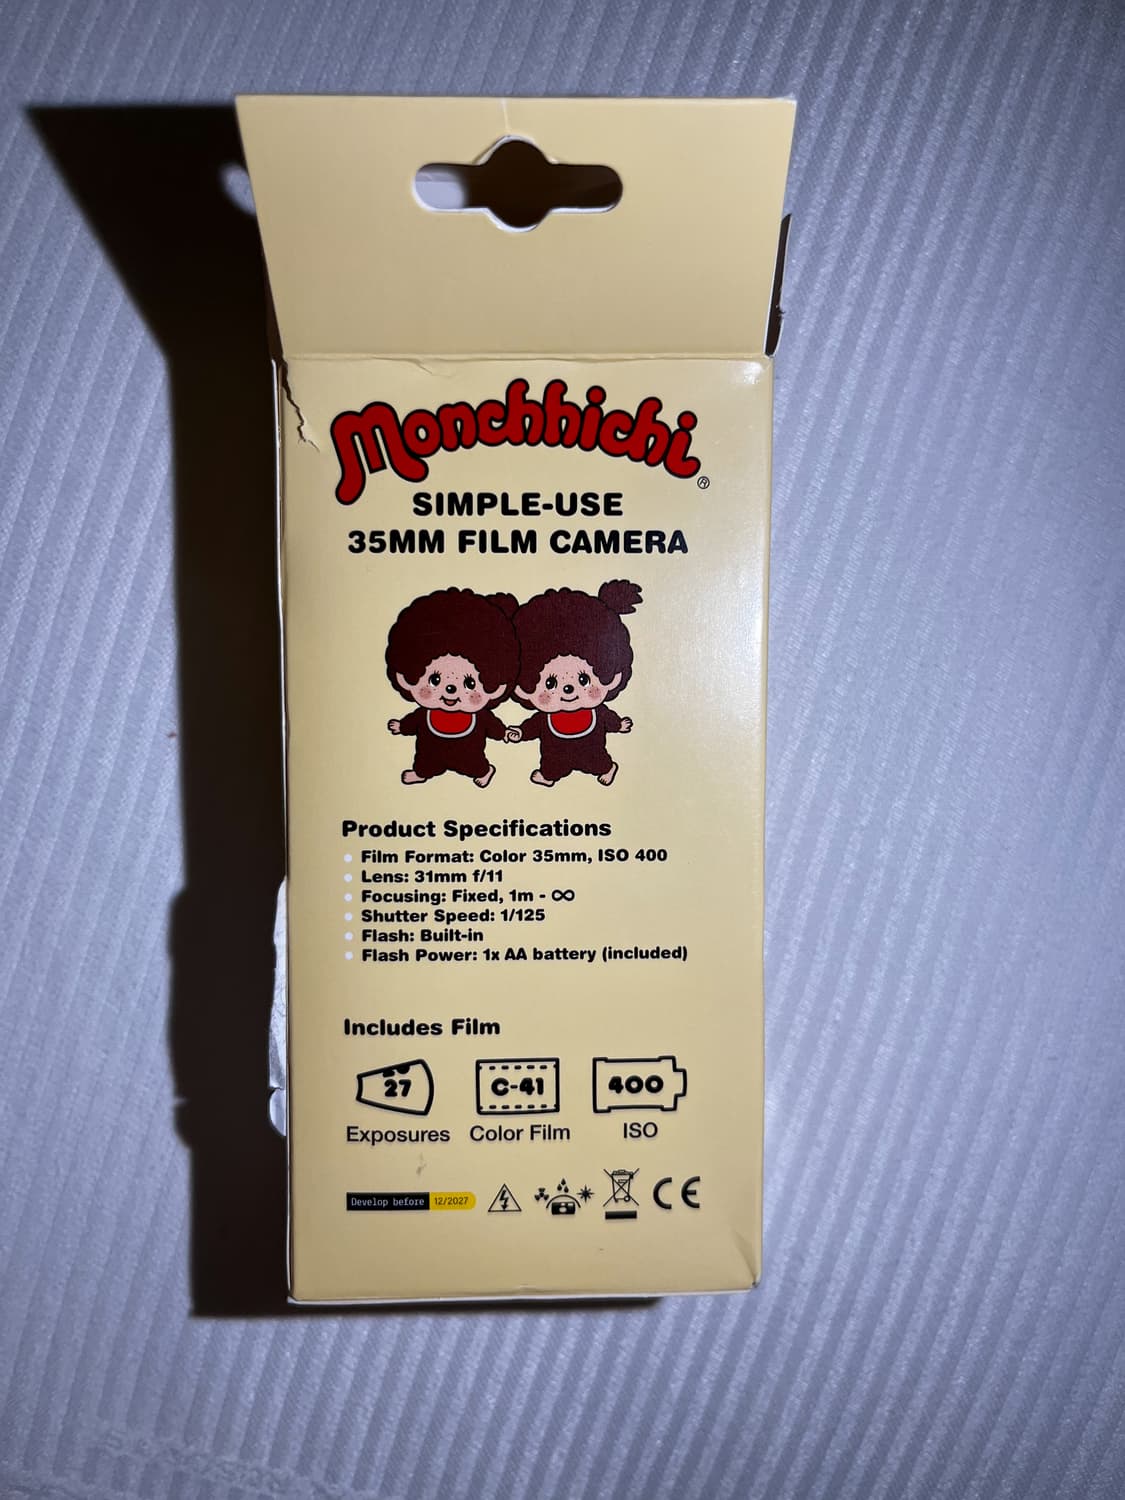 Monchhichi®
SIMPLE-USE
35MM FILM CAMERA
Product Specifications
• Film Format: Color 35mm, ISO 400
• Lens: 31mm f/11
• Focusing: Fixed, 1m - ∞
• Shutter Speed: 1/125
• Flash: Built-in
• Flash Power: 1x AA battery (included)
Includes Film
27 C-41 400
Exposures Color Film ISO
Develop before 12/2027 CE